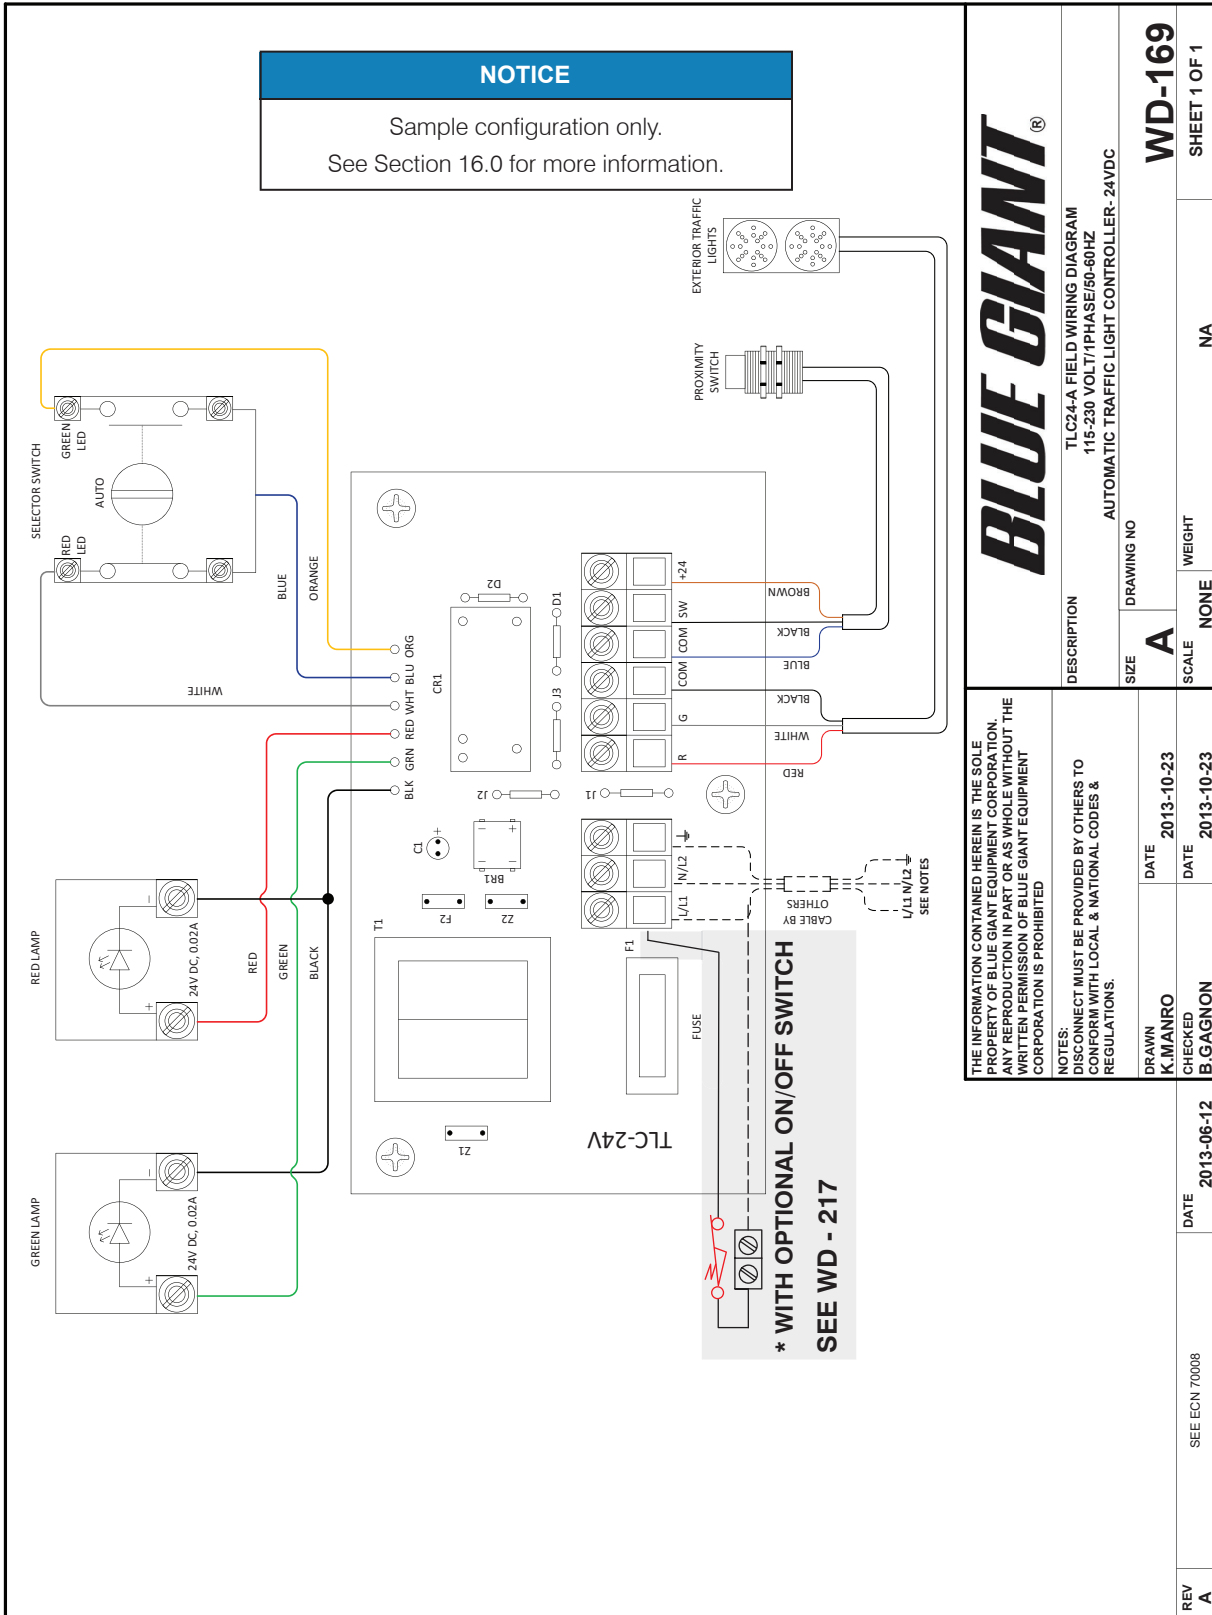 NOTICE
Sample configuration only.
See Section 16.0 for more information.
GREEN LAMP
24V DC, 0.02A
+
−
RED LAMP
24V DC, 0.02A
+
−
RED
GREEN
BLACK
SELECTOR SWITCH
RED
LED
AUTO
GREEN
LED
WHITE
BLUE
ORANGE
EXTERIOR TRAFFIC
LIGHTS
PROXIMITY
SWITCH
BLK
GRN
RED
WHT
BLU
ORG
T1
Z1
F2
Z2
C1
+
BR1
J2
J1
CR1
D2
D1
J3
TLC-24V
F1
FUSE
L/L1
N/L2
R
G
COM
COM
SW
+24
RED
WHITE
BLACK
BLUE
BLACK
BROWN
CABLE BY
OTHERS
L/L1 N/L2
SEE NOTES
* WITH OPTIONAL ON/OFF SWITCH
SEE WD - 217
BLUE GIANT ®
THE INFORMATION CONTAINED HEREIN IS THE SOLE
PROPERTY OF BLUE GIANT EQUIPMENT CORPORATION.
ANY REPRODUCTION IN PART OR AS WHOLE WITHOUT THE
WRITTEN PERMISSION OF BLUE GIANT EQUIPMENT
CORPORATION IS PROHIBITED
NOTES:
DISCONNECT MUST BE PROVIDED BY OTHERS TO
CONFORM WITH LOCAL & NATIONAL CODES &
REGULATIONS.
DESCRIPTION
TLC24-A FIELD WIRING DIAGRAM
115-230 VOLT/1PHASE/50-60HZ
AUTOMATIC TRAFFIC LIGHT CONTROLLER- 24VDC
SIZE
A
DRAWING NO
WD-169
DRAWN
K.MANRO
DATE
2013-10-23
CHECKED
B.GAGNON
DATE
2013-10-23
SCALE
NONE
WEIGHT
NA
SHEET 1 OF 1
REV
A
SEE ECN 70008
DATE
2013-06-12